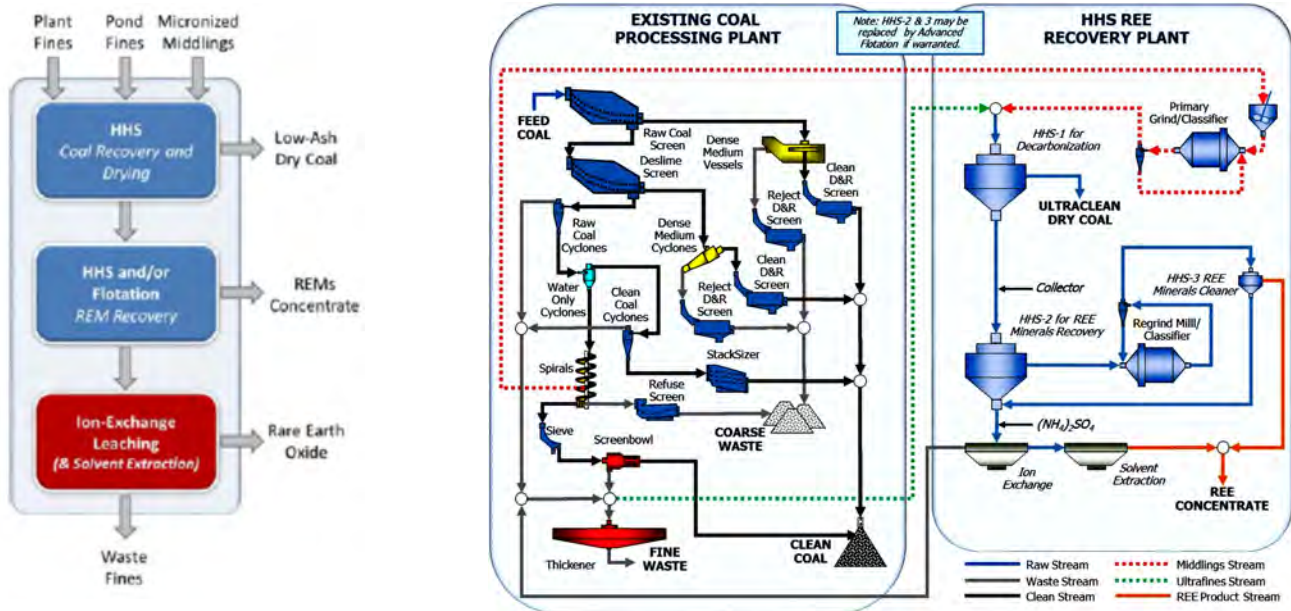 Plant
Fines
Pond
Fines
Micronized
Middlings
HHS
Coal Recovery and
Drying
Low-Ash
Dry Coal
HHS and/or
Flotation
REM Recovery
REMs
Concentrate
Ion-Exchange
Leaching
(& Solvent Extraction)
Rare Earth
Oxide
Waste
Fines
EXISTING COAL
PROCESSING PLANT
Note: HHS-2 & 3 may be
replaced by Advanced
Flotation if warranted.
HHS REE
RECOVERY PLANT
FEED
COAL
Raw Coal
Screen
Deslime
Screen
Dense
Medium
Vessels
Clean
D&R
Screen
Reject
D&R
Screen
Raw
Coal
Cyclones
Dense
Medium
Cyclones
Clean
D&R
Screen
Reject
D&R
Screen
Water
Only
Cyclones
Clean
Coal
Cyclones
Spirals
StackSizer
Refuse
Screen
COARSE
WASTE
Sieve
Screenbowl
Thickener
FINE
WASTE
CLEAN
COAL
Primary
Grind/Classifier
HHS-1 for
Decarbonization
ULTRACLEAN
DRY COAL
Collector
HHS-3 REE
Minerals Cleaner
HHS-2 for REE
Minerals Recovery
Regrind Milll/
Classifier
(NH₄)₂SO₄
Ion
Exchange
Solvent
Extraction
REE
CONCENTRATE
Raw Stream
Waste Stream
Clean Stream
Middlings Stream
Ultrafines Stream
REE Product Stream